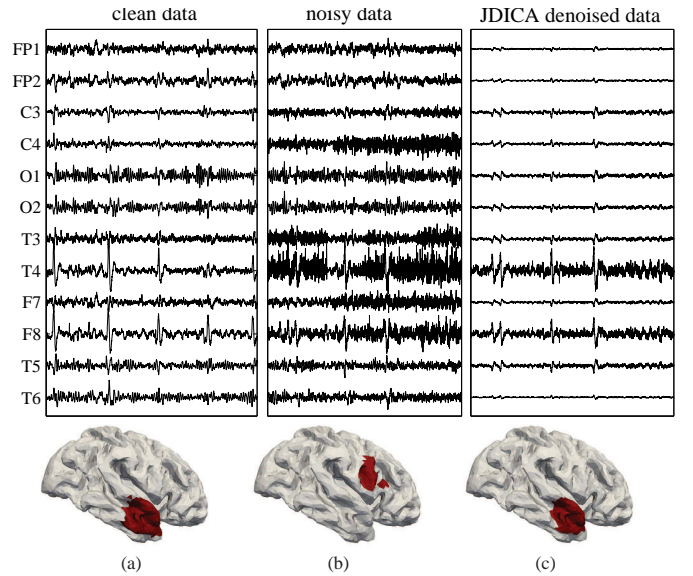 clean data
noisy data
JDICA denoised data
FP1
FP2
C3
C4
O1
O2
T3
T4
F7
F8
T5
T6
(a)
(b)
(c)